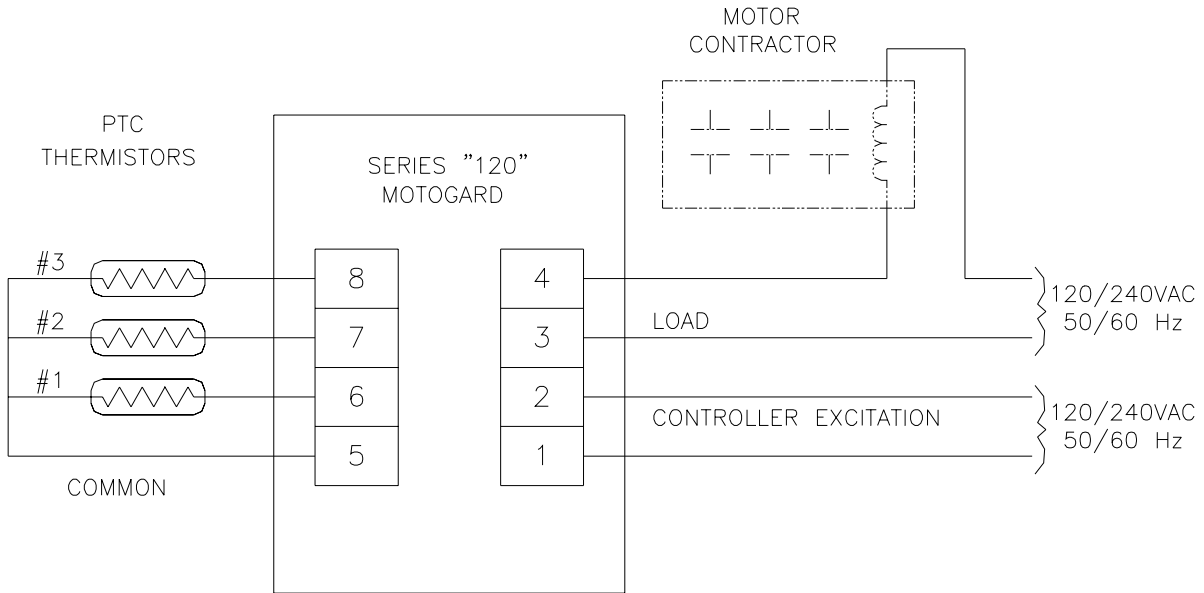 MOTOR
CONTRACTOR
PTC
THERMISTORS
SERIES "120"
MOTOGARD
#3
8
4
120/240VAC
50/60 Hz
#2
7
3
LOAD
#1
6
2
CONTROLLER EXCITATION
120/240VAC
50/60 Hz
5
1
COMMON